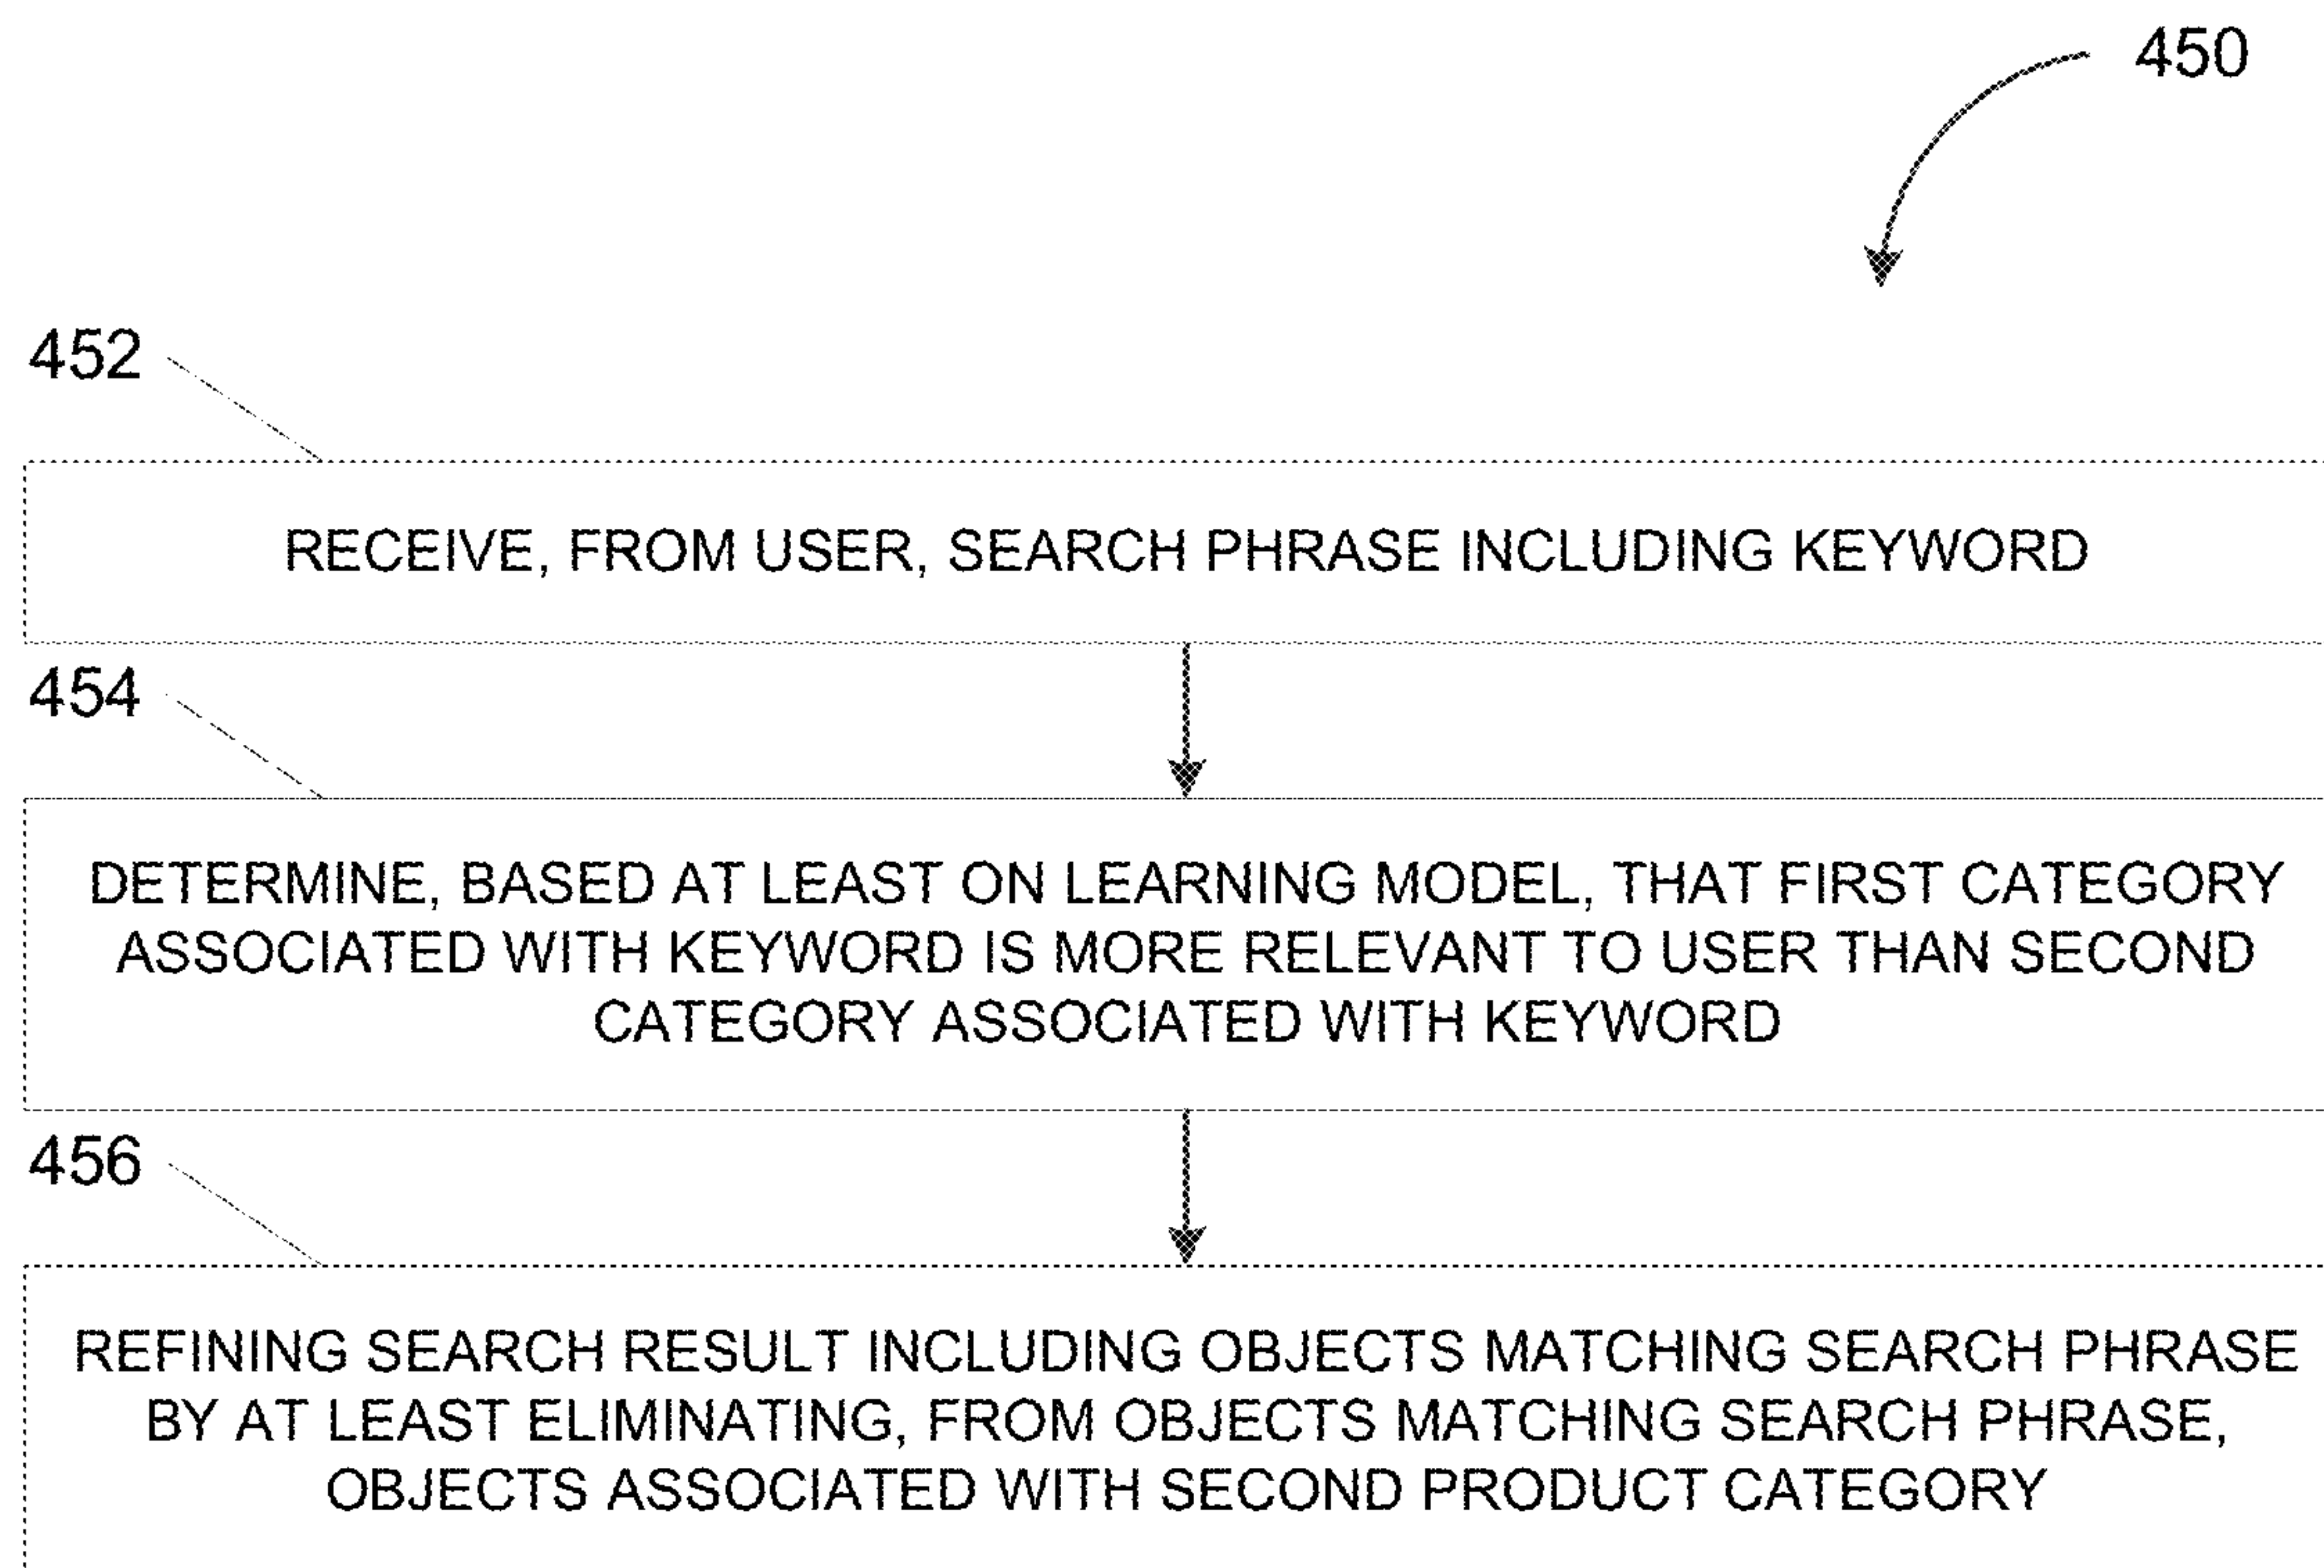 450
452
RECEIVE, FROM USER, SEARCH PHRASE INCLUDING KEYWORD
454
DETERMINE, BASED AT LEAST ON LEARNING MODEL, THAT FIRST CATEGORY
ASSOCIATED WITH KEYWORD IS MORE RELEVANT TO USER THAN SECOND
CATEGORY ASSOCIATED WITH KEYWORD
456
REFINING SEARCH RESULT INCLUDING OBJECTS MATCHING SEARCH PHRASE
BY AT LEAST ELIMINATING, FROM OBJECTS MATCHING SEARCH PHRASE,
OBJECTS ASSOCIATED WITH SECOND PRODUCT CATEGORY